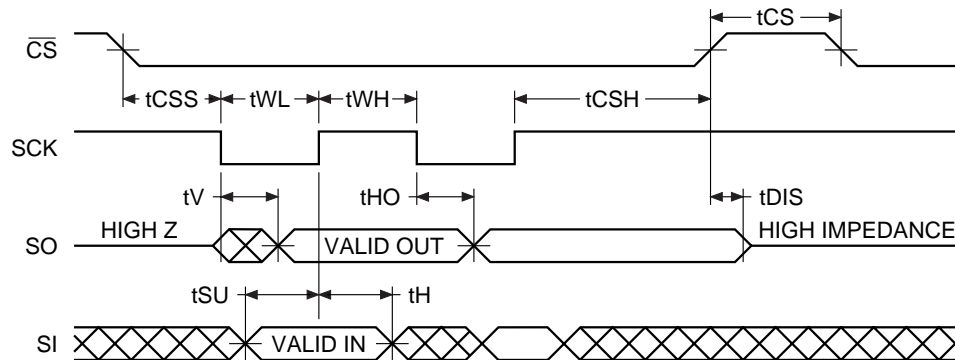 tCS
CS
tCSS tWL tWH tCSH
SCK
tV tHO tDIS
HIGH Z VALID OUT HIGH IMPEDANCE
SO
tSU tH
SI VALID IN